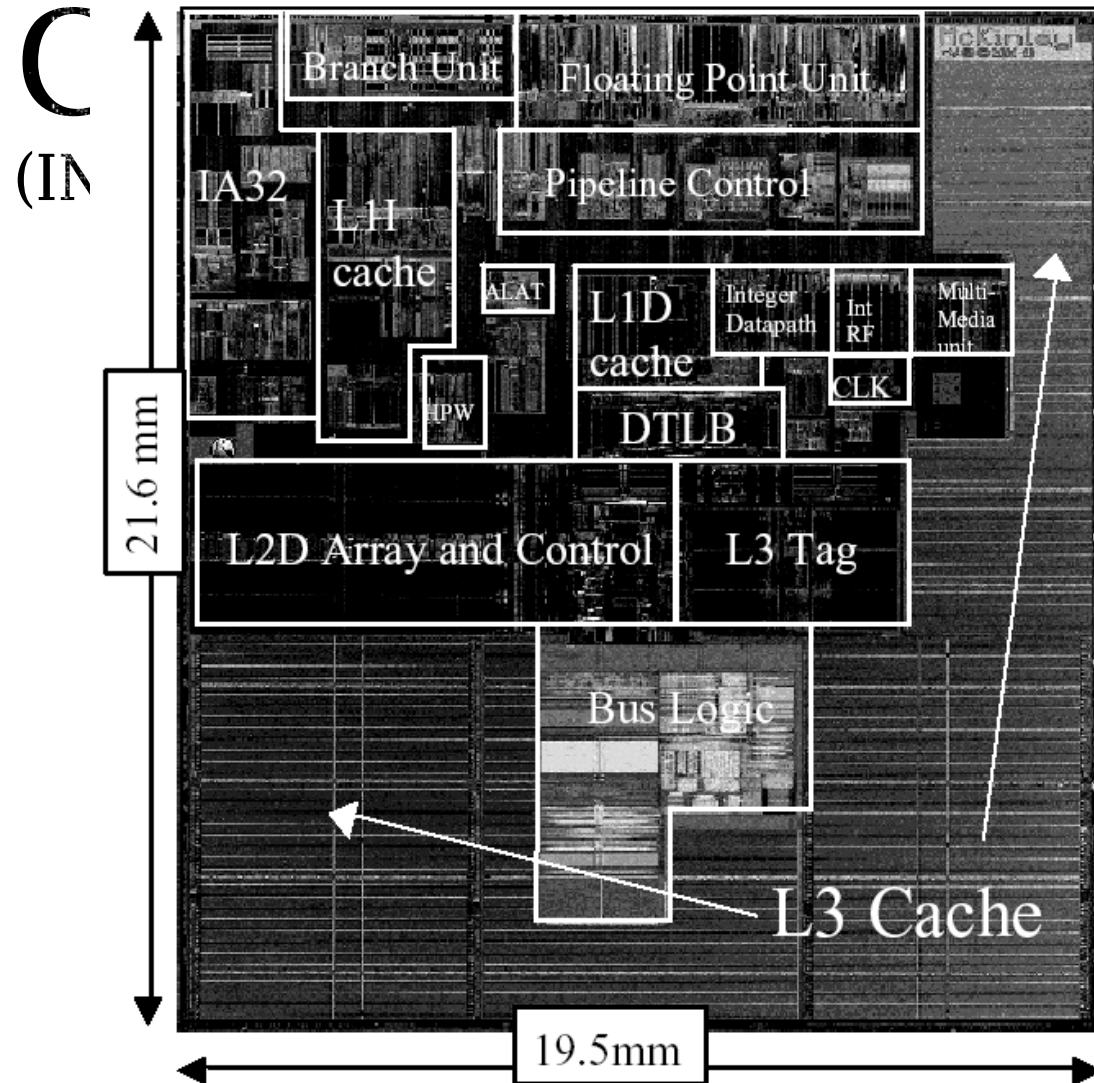 C
(IN
McKinley
Branch Unit
Floating Point Unit
IA32
L1I
cache
Pipeline Control
ALAT
L1D
cache
Integer
Datapath
Int
RF
Multi-
Media
unit
CLK
HPW
DTLB
21.6 mm
L2D Array and Control
L3 Tag
Bus Logic
L3 Cache
19.5mm